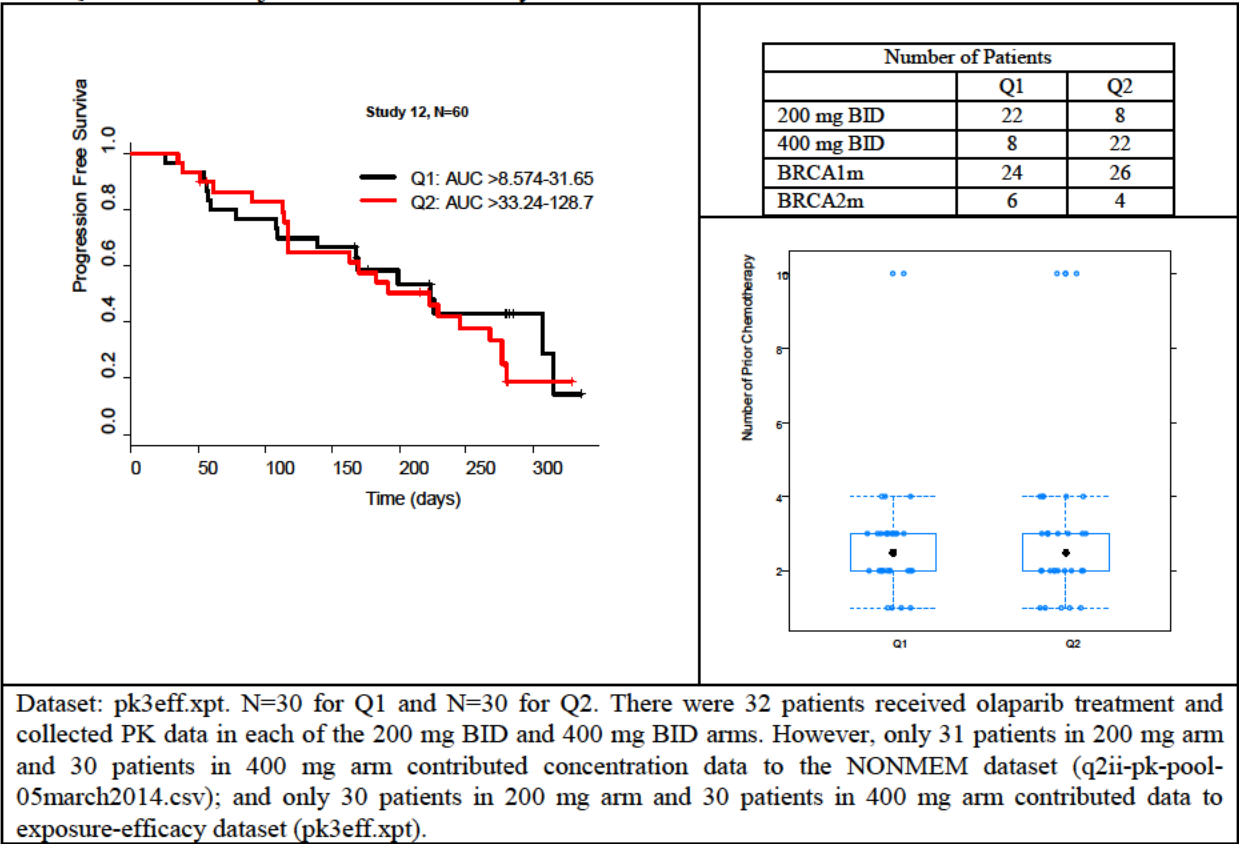 Study 12, N=60
Q1: AUC >8.574-31.65
Q2: AUC >33.24-128.7
Progression Free Surviva
1.0
0.8
0.6
0.4
0.2
0.0
0 50 100 150 200 250 300
Time (days)
Number of Patients
Q1 Q2
200 mg BID 22 8
400 mg BID 8 22
BRCA1m 24 26
BRCA2m 6 4
Number of Prior Chemotherapy
10
8
6
4
2
Q1 Q2
Dataset: pk3eff.xpt. N=30 for Q1 and N=30 for Q2. There were 32 patients received olaparib treatment and
collected PK data in each of the 200 mg BID and 400 mg BID arms. However, only 31 patients in 200 mg arm
and 30 patients in 400 mg arm contributed concentration data to the NONMEM dataset (q2ii-pk-pool-
05march2014.csv); and only 30 patients in 200 mg arm and 30 patients in 400 mg arm contributed data to
exposure-efficacy dataset (pk3eff.xpt).